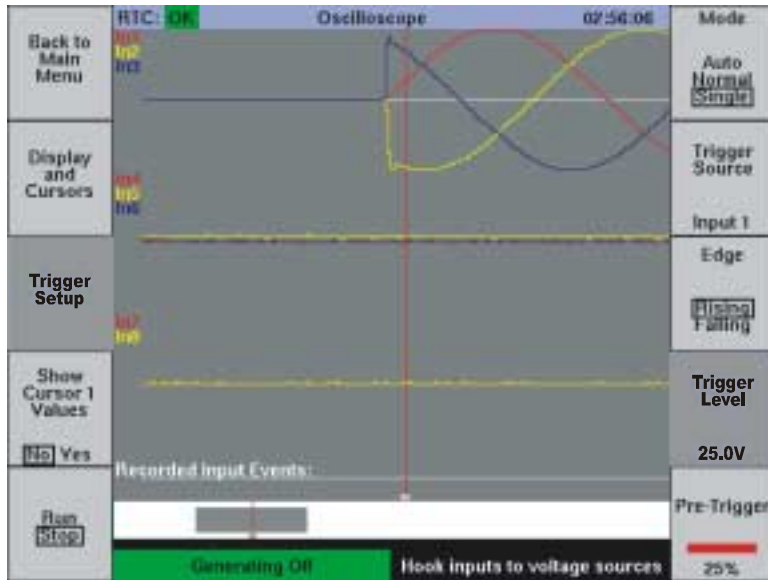 RTC: OK Oscilloscope 02:56:06
Back to
Main
Menu
Display
and
Cursors
Trigger
Setup
Show
Cursor 1
Values
No Yes
Run
Stop
In1
In2
In3
In4
In5
In6
In7
In8
Recorded Input Events:
Generating Off
Hook inputs to voltage sources
Mode
Auto
Normal
Single
Trigger
Source
Input 1
Edge
Rising
Falling
Trigger
Level
25.0V
Pre-Trigger
25%